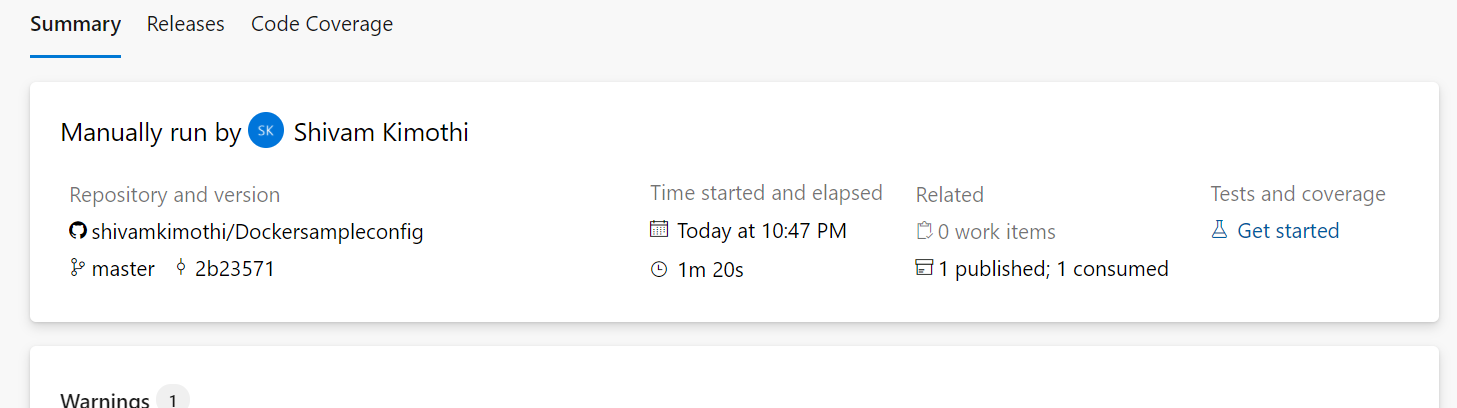 Summary Releases Code Coverage
Manually run by SK Shivam Kimothi
Repository and version Time started and elapsed Related Tests and coverage
shivamkimothi/Dockersampleconfig Today at 10:47 PM 0 work items Get started
master 2b23571 1m 20s 1 published; 1 consumed
Warnings 1